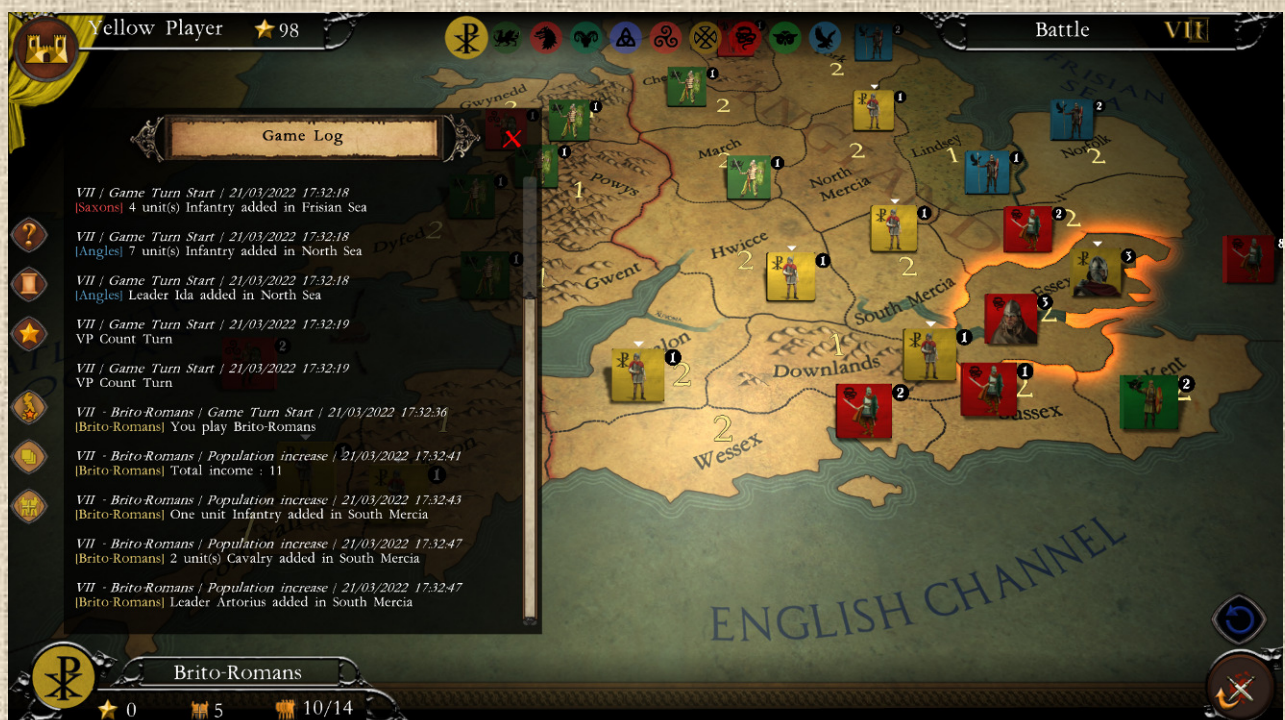 Yellow Player 98
Battle VII
Game Log
VII | Game Turn Start | 21/03/2022 17:32:18
[Saxons] 4 unit(s) Infantry added in Frisian Sea
VII | Game Turn Start | 21/03/2022 17:32:18
[Angles] 7 unit(s) Infantry added in North Sea
VII | Game Turn Start | 21/03/2022 17:32:18
[Angles] Leader Ida added in North Sea
VII | Game Turn Start | 21/03/2022 17:32:19
VP Count Turn
VII | Game Turn Start | 21/03/2022 17:32:19
VP Count Turn
VII - Brito-Romans | Game Turn Start | 21/03/2022 17:32:36
[Brito-Romans] You play Brito-Romans
VII - Brito-Romans | Population increase | 21/03/2022 17:32:41
[Brito-Romans] Total income : 11
VII - Brito-Romans | Population increase | 21/03/2022 17:32:43
[Brito-Romans] One unit Infantry added in South Mercia
VII - Brito-Romans | Population increase | 21/03/2022 17:32:47
[Brito-Romans] 2 unit(s) Cavalry added in South Mercia
VII - Brito-Romans | Population increase | 21/03/2022 17:32:47
[Brito-Romans] Leader Artorius added in South Mercia
FRISIAN
SEA
Gwynedd
March
Lindsey
Norfolk
North
Mercia
Powys
Dyfed
Hwicce
Gwent
Essex
South Mercia
Downlands
Kent
Wessex
ENGLISH CHANNEL
Brito-Romans
0 5 10/14